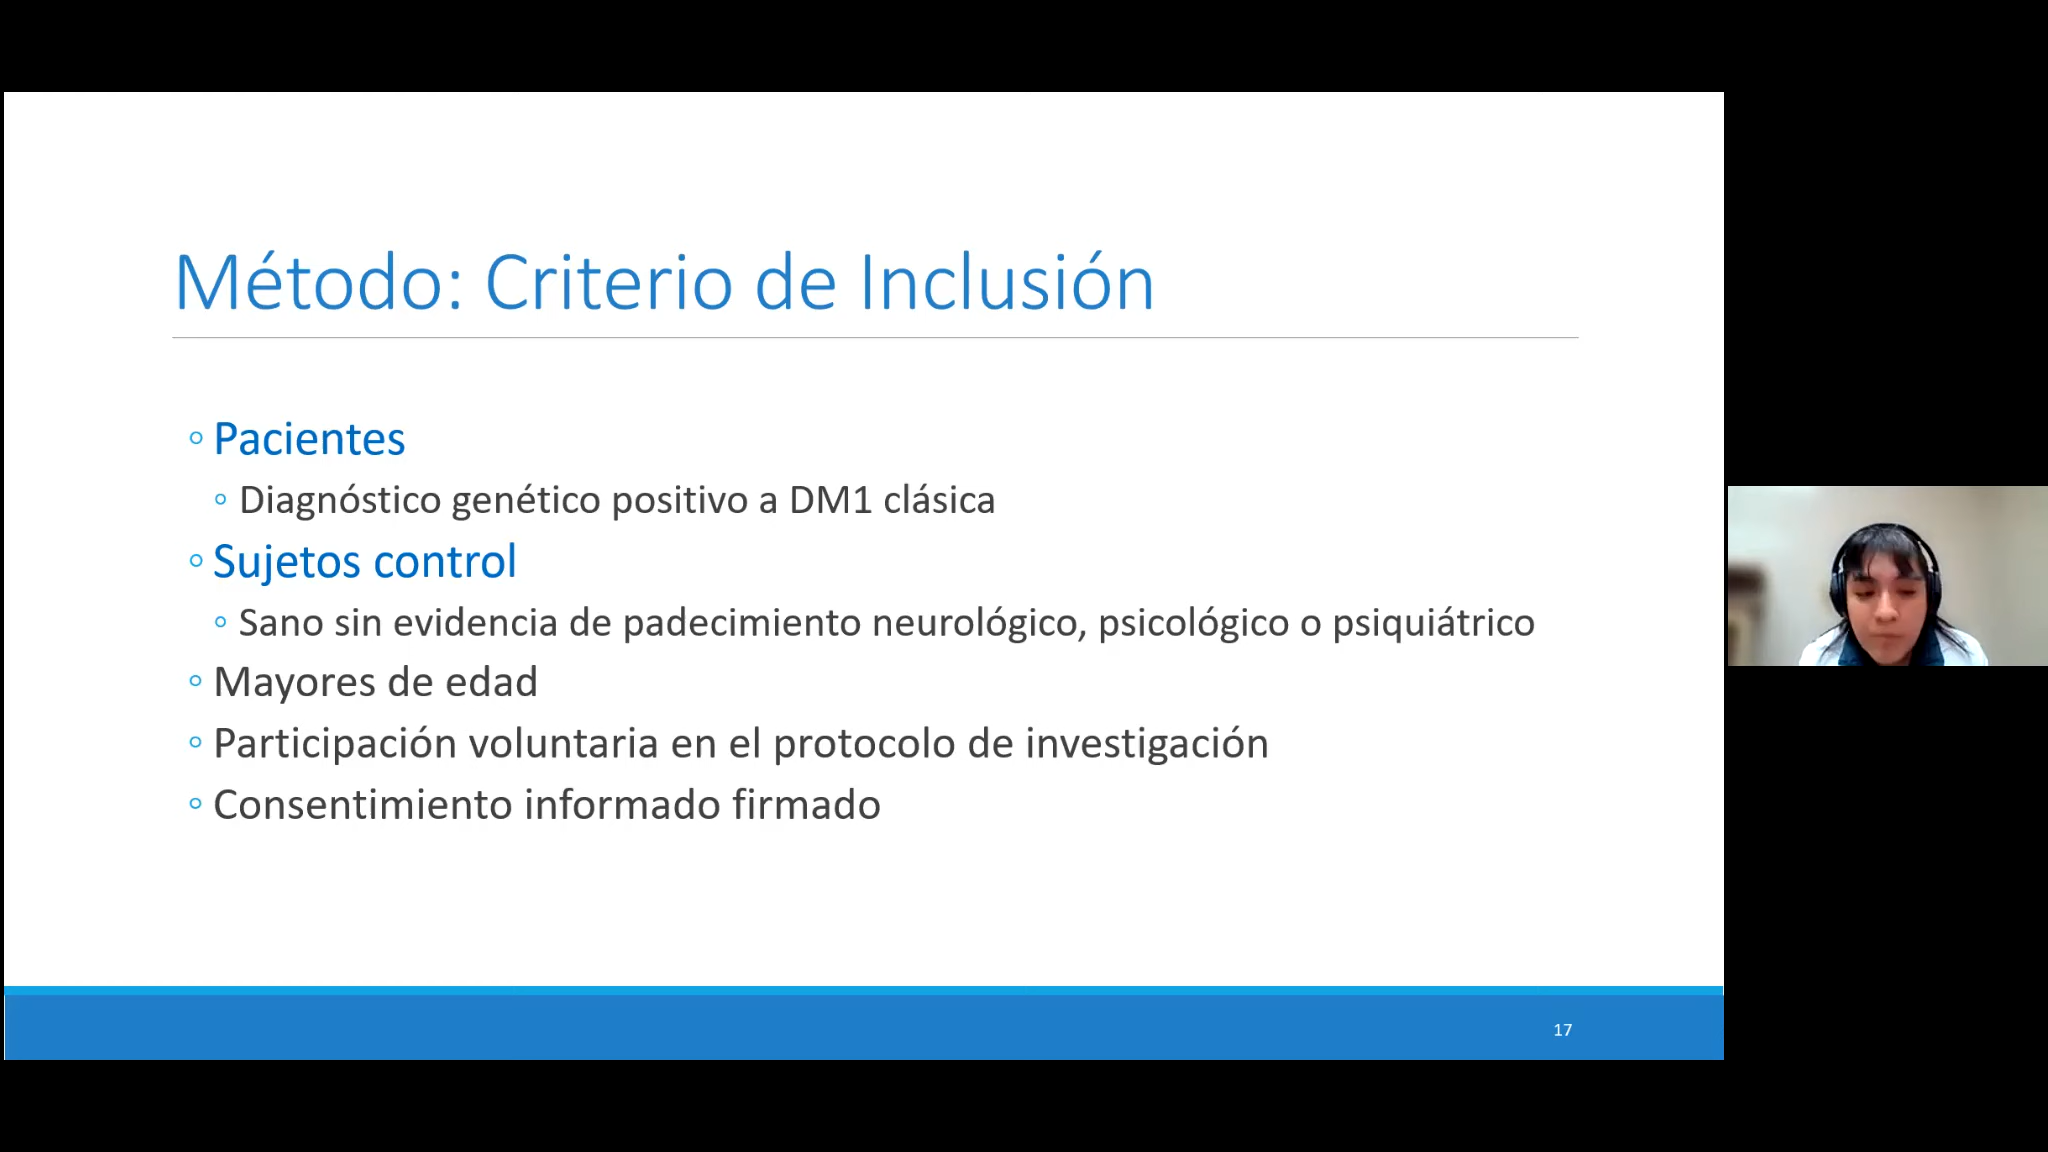 Método: Criterio de Inclusión
◦ Pacientes
◦ Diagnóstico genético positivo a DM1 clásica
◦ Sujetos control
◦ Sano sin evidencia de padecimiento neurológico, psicológico o psiquiátrico
◦ Mayores de edad
◦ Participación voluntaria en el protocolo de investigación
◦ Consentimiento informado firmado
17